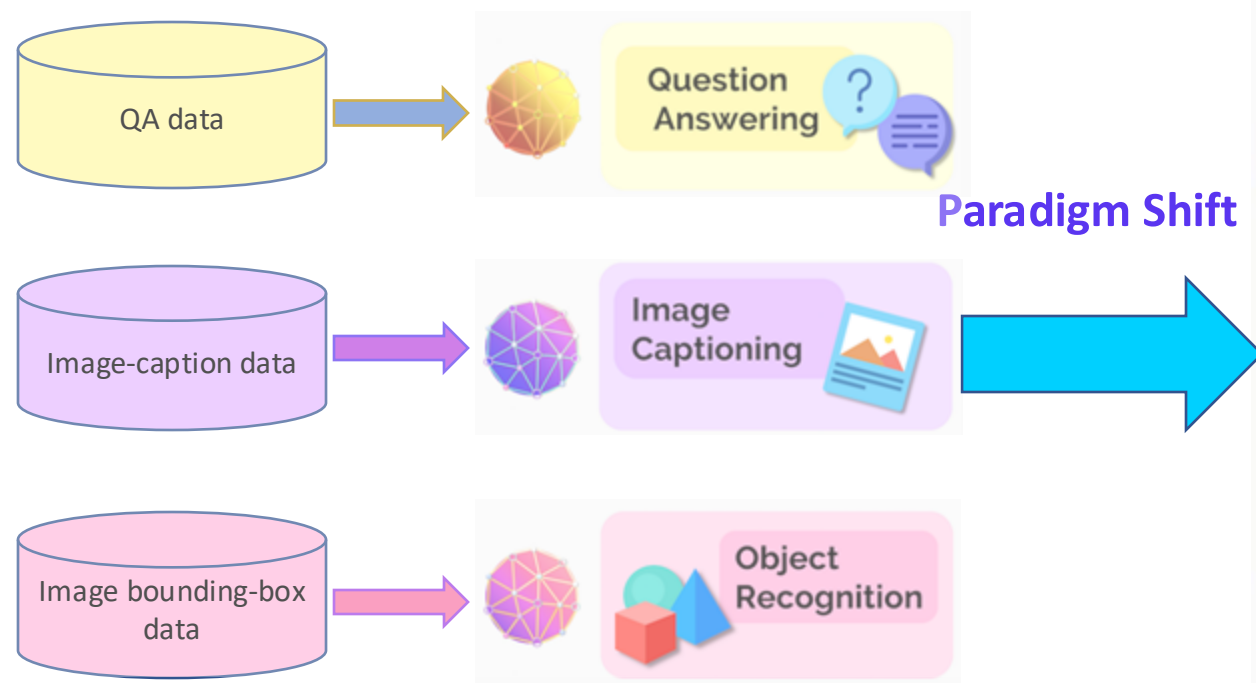 QA data
Question
Answering
Paradigm Shift
Image-caption data
Image
Captioning
Image bounding-box
data
Object
Recognition